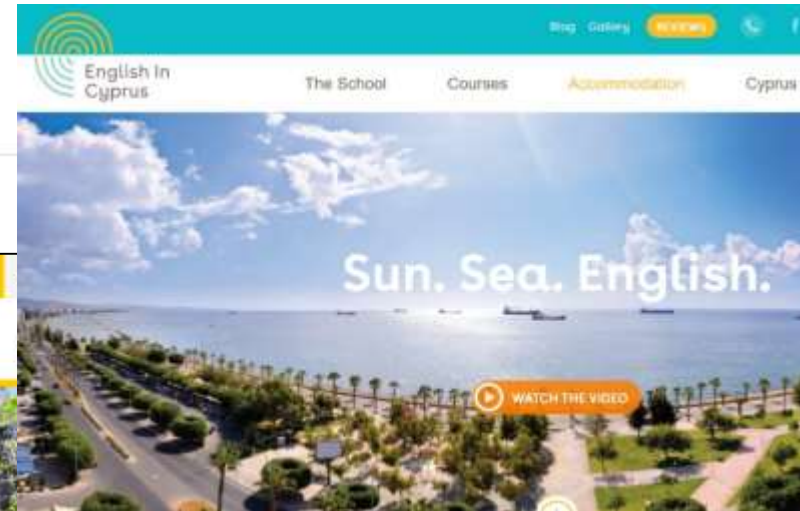 Blog Gallery REVIEWS
English In
Cyprus
The School Courses Accommodation Cyprus
Sun. Sea. English.
WATCH THE VIDEO